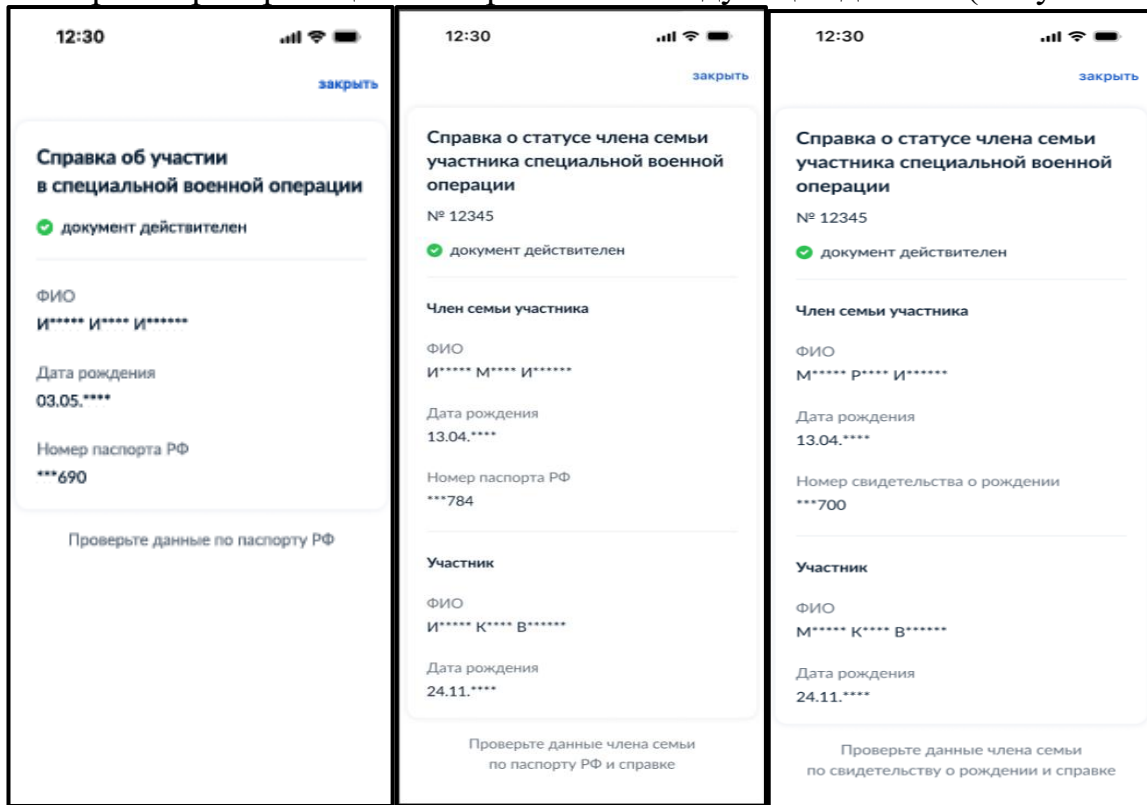 12:30
закрыть
Справка об участии
в специальной военной операции
документ действителен
ФИО
И***** И**** И******
Дата рождения
03.05.****
Номер паспорта РФ
***690
Проверьте данные по паспорту РФ
12:30
закрыть
Справка о статусе члена семьи
участника специальной военной
операции
№ 12345
документ действителен
Член семьи участника
ФИО
И***** М**** И******
Дата рождения
13.04.****
Номер паспорта РФ
***784
Участник
ФИО
И***** К**** В******
Дата рождения
24.11.****
Проверьте данные члена семьи
по паспорту РФ и справке
12:30
закрыть
Справка о статусе члена семьи
участника специальной военной
операции
№ 12345
документ действителен
Член семьи участника
ФИО
М***** Р**** И******
Дата рождения
13.04.****
Номер свидетельства о рождении
***700
Участник
ФИО
М***** К**** В******
Дата рождения
24.11.****
Проверьте данные члена семьи
по свидетельству о рождении и справке